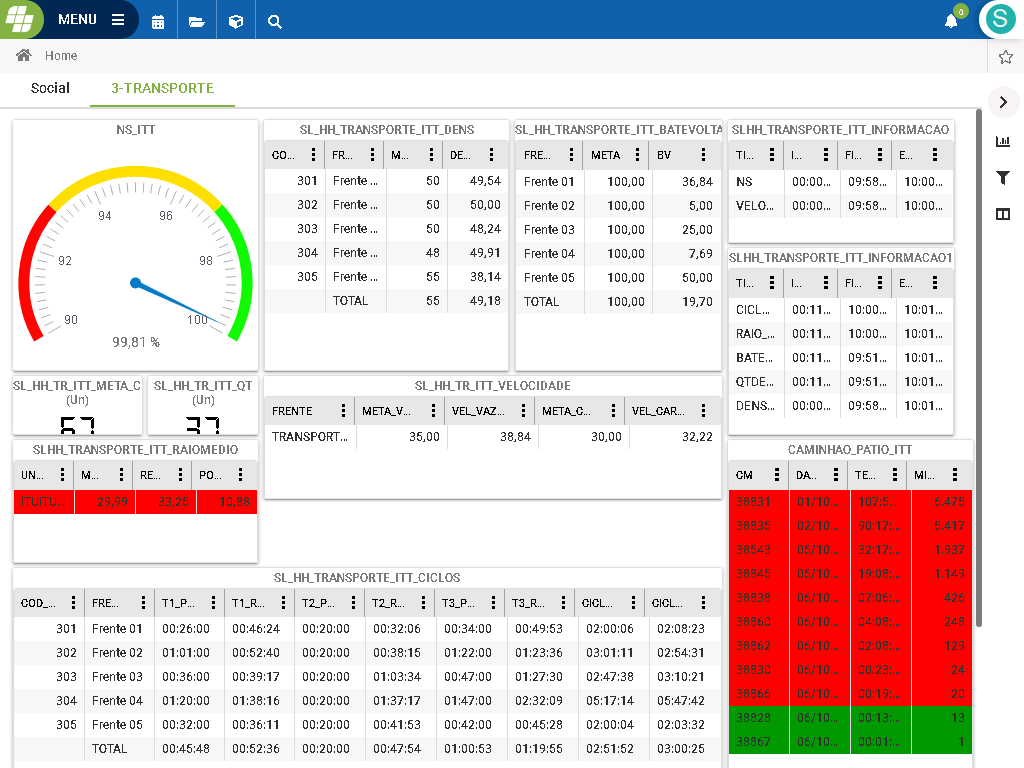 MENU
6
S
Home
Social
3-TRANSPORTE
NS_ITT
90
92
94
96
98
100
99,81 %
SL_HH_TRANSPORTE_ITT_DENS
CO... FR... M... DE...
301 Frente ... 50 49,54
302 Frente ... 50 50,00
303 Frente ... 50 48,24
304 Frente ... 48 49,91
305 Frente ... 55 38,14
TOTAL 55 49,18
SL_HH_TRANSPORTE_ITT_BATEVOLTA
FRE... META BV
Frente 01 100,00 36,84
Frente 02 100,00 5,00
Frente 03 100,00 25,00
Frente 04 100,00 7,69
Frente 05 100,00 50,00
TOTAL 100,00 19,70
SLHH_TRANSPORTE_ITT_INFORMACAO
TI... I... FI... E...
NS 00:00... 09:58... 10:00...
VELO... 00:00... 09:58... 10:00...
SLHH_TRANSPORTE_ITT_INFORMACAO1
TI... I... FI... E...
CICL... 00:11... 10:00... 10:01...
RAIO_... 00:11... 10:00... 10:01...
BATE... 00:11... 09:51... 10:01...
QTDE... 00:11... 09:58... 10:01...
DENS... 00:00... 09:58... 10:01...
SL_HH_TR_ITT_META_C
(Un)
SL_HH_TR_ITT_QT
(Un)
SL_HH_TR_ITT_VELOCIDADE
FRENTE META_V... VEL_VAZ... META_C... VEL_CAR...
TRANSPORT... 35,00 38,84 30,00 32,22
SLHH_TRANSPORTE_ITT_RAIOMEDIO
UN... M... RE... PO...
ITUITU... 29,99 33,25 10,88
CAMINHAO_PATIO_ITT
CM DA... TE... MI...
38831 01/10... 107:5... 6.475
38835 02/10... 90:17:... 5.417
38543 05/10... 32:17:... 1.937
38845 05/10... 19:08:... 1.149
38838 06/10... 07:06:... 426
38860 06/10... 04:08:... 248
38862 06/10... 02:08:... 129
38830 06/10... 00:23:... 24
38866 06/10... 00:19:... 20
38829 06/10... 00:13:... 13
38867 06/10... 00:01:... 1
SL_HH_TRANSPORTE_ITT_CICLOS
COD_... FRE... T1_P... T1_R... T2_P... T2_R... T3_P... T3_R... CICL... CICL...
301 Frente 01 00:26:00 00:46:24 00:20:00 00:32:06 00:34:00 00:49:53 02:00:06 02:08:23
302 Frente 02 01:01:00 00:52:40 00:20:00 00:38:15 01:22:00 01:23:36 03:01:11 02:54:31
303 Frente 03 00:36:00 00:39:17 00:20:00 01:03:34 00:47:00 01:27:30 02:47:38 03:10:21
304 Frente 04 01:20:00 01:38:16 00:20:00 01:37:17 01:47:00 02:32:09 05:17:14 05:47:42
305 Frente 05 00:32:00 00:36:11 00:20:00 00:41:53 00:42:00 00:45:28 02:00:04 02:03:32
TOTAL 00:45:48 00:52:36 00:20:00 00:47:54 01:00:53 01:19:55 02:51:52 03:00:25